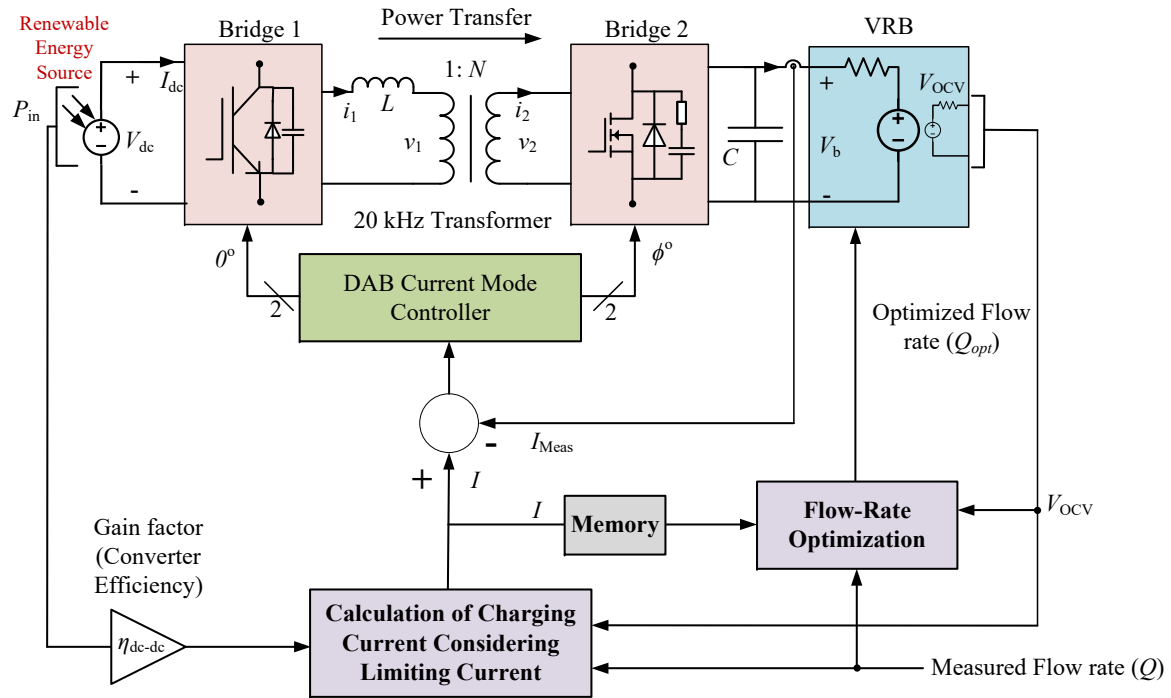 Renewable
Energy
Source
Bridge 1
Power Transfer
Bridge 2
VRB
P_in
+
I_dc
V_dc
-
i_1
L
1: N
v_1
v_2
i_2
C
+
V_b
-
V_OCV
20 kHz Transformer
0°
ϕ°
2
2
DAB Current Mode
Controller
Optimized Flow
rate (Q_opt)
-
I_Meas
+
I
I
Memory
Flow-Rate
Optimization
V_OCV
Gain factor
(Converter
Efficiency)
η_dc-dc
Calculation of Charging
Current Considering
Limiting Current
Measured Flow rate (Q)